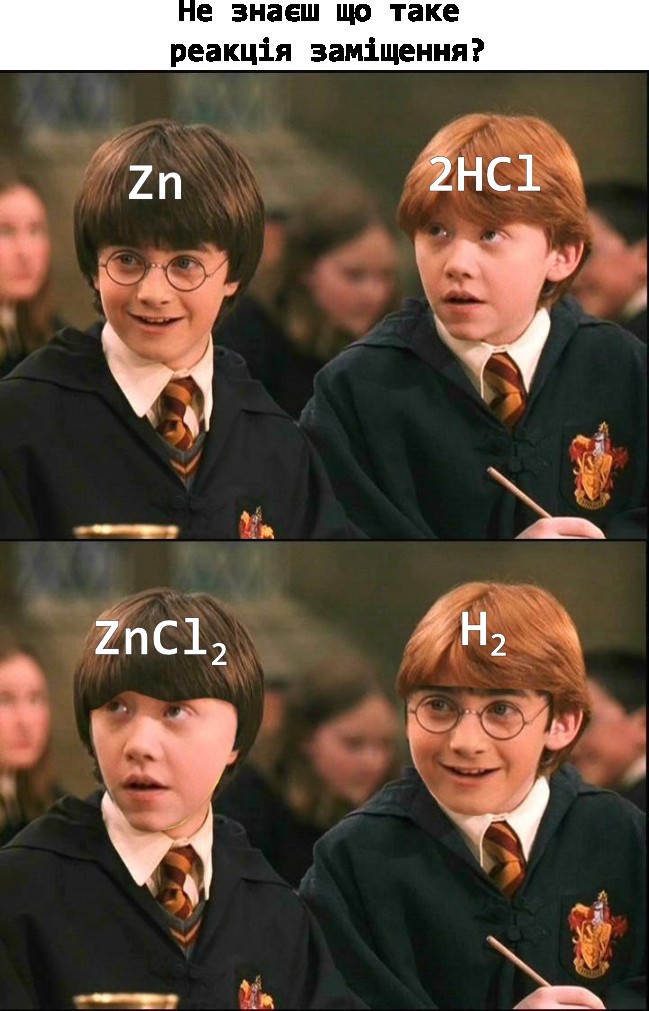 Не знаєш що таке
реакція заміщення?
Zn
2HCl
ZnCl₂
H₂